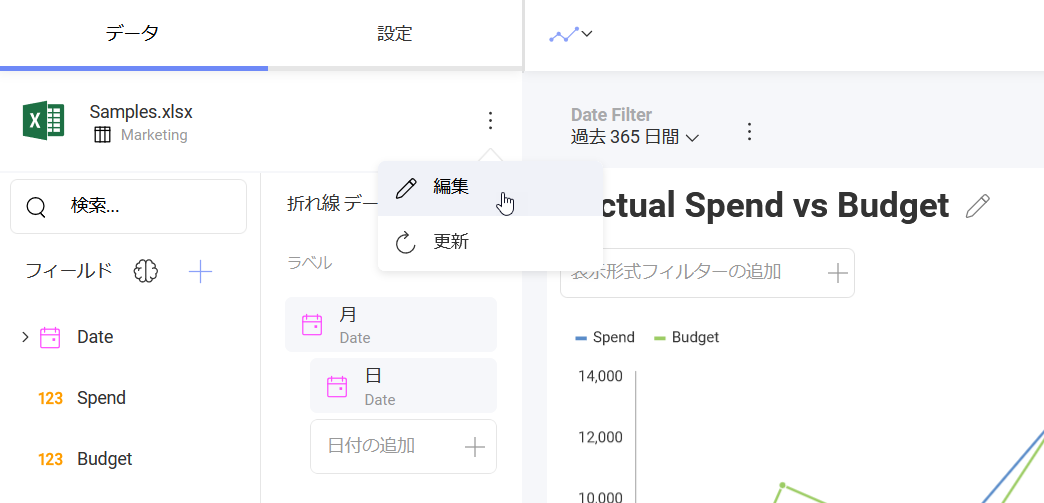 データ
設定
Samples.xlsx
Marketing
編集
更新
検索...
フィールド
Date
123 Spend
123 Budget
折れ線 デー
ラベル
月
Date
日
Date
日付の追加
Date Filter
過去 365 日間
ctual Spend vs Budget
表示形式フィルターの追加
Spend
Budget
14,000
12,000
10,000